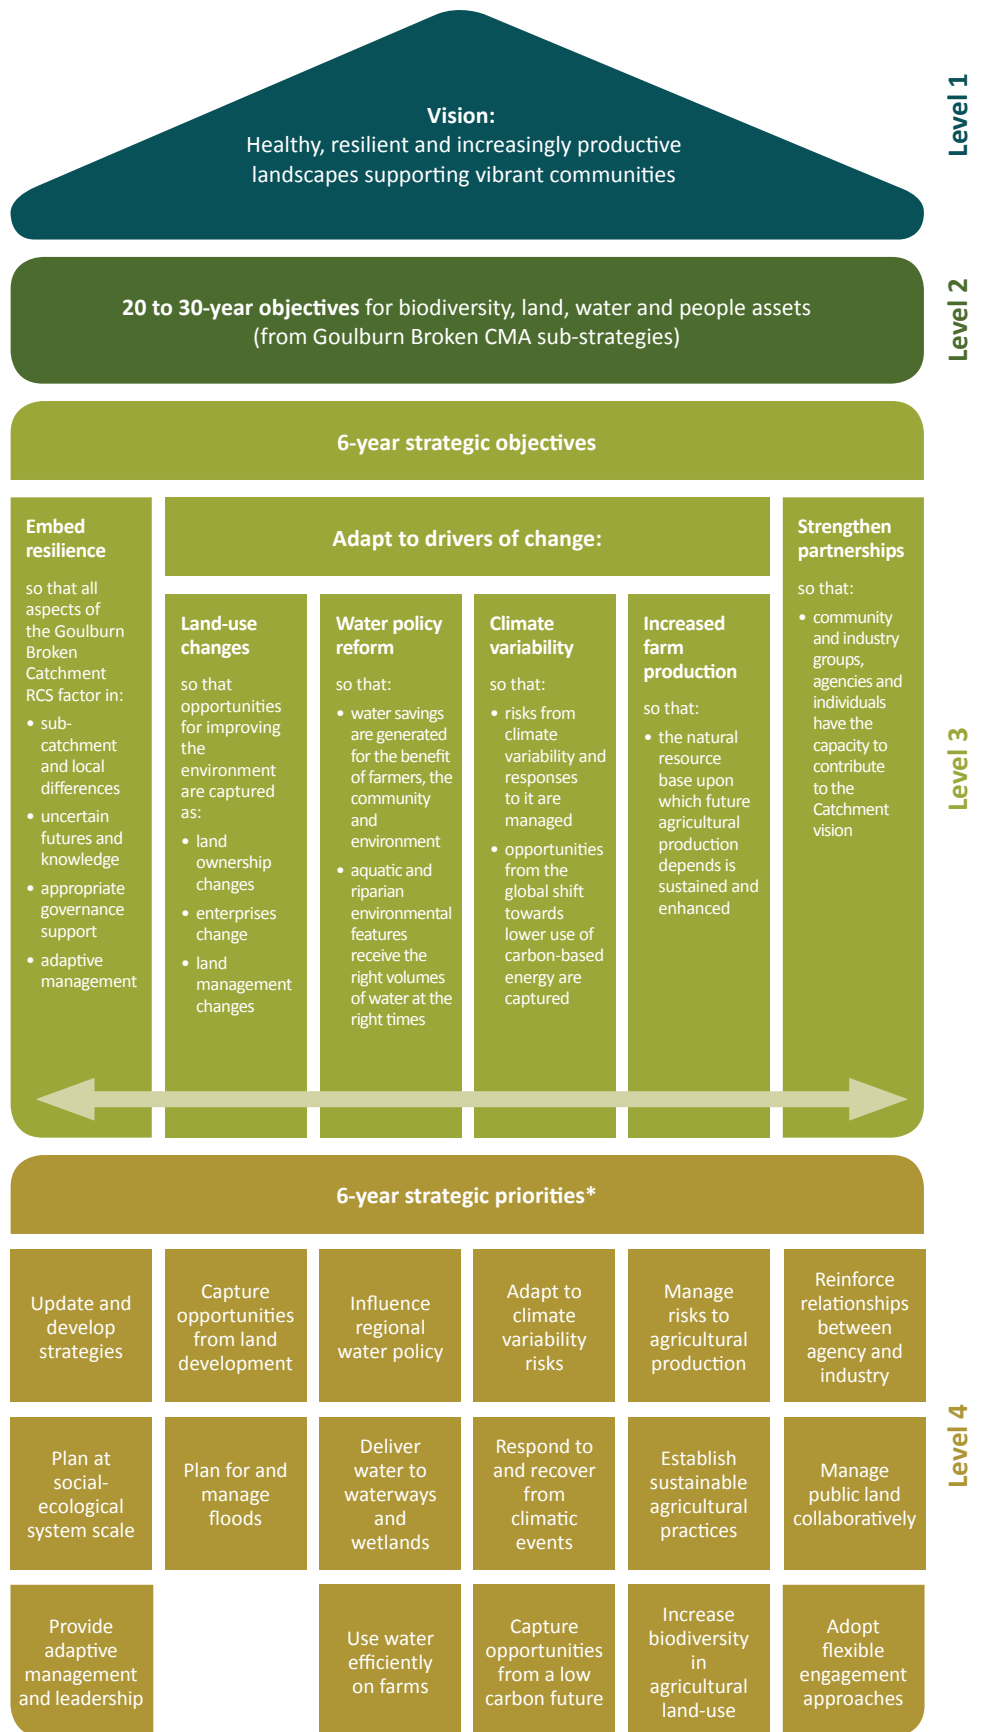 Vision:
Healthy, resilient and increasingly productive
landscapes supporting vibrant communities
Level 1
20 to 30-year objectives for biodiversity, land, water and people assets
(from Goulburn Broken CMA sub-strategies)
Level 2
6-year strategic objectives
Embed
resilience
so that all
aspects of
the Goulburn
Broken
Catchment
RCS factor in:
• sub-
catchment
and local
differences
• uncertain
futures and
knowledge
• appropriate
governance
support
• adaptive
management
Adapt to drivers of change:
Land-use
changes
so that
opportunities
for improving
the
environment
are captured
as:
• land
ownership
changes
• enterprises
change
• land
management
changes
Water policy
reform
so that:
• water savings
are generated
for the benefit
of farmers, the
community
and
environment
• aquatic and
riparian
environmental
features
receive the
right volumes
of water at the
right times
Climate
variability
so that:
• risks from
climate
variability and
responses
to it are
managed
• opportunities
from the
global shift
towards
lower use of
carbon-based
energy are
captured
Increased
farm
production
so that:
• the natural
resource
base upon
which future
agricultural
production
depends is
sustained and
enhanced
Strengthen
partnerships
so that:
• community
and industry
groups,
agencies and
individuals
have the
capacity to
contribute
to the
Catchment
vision
Level 3
6-year strategic priorities*
Update and
develop
strategies
Capture
opportunities
from land
development
Influence
regional
water policy
Adapt to
climate
variability
risks
Manage
risks to
agricultural
production
Reinforce
relationships
between
agency and
industry
Plan at
social-
ecological
system scale
Plan for and
manage
floods
Deliver
water to
waterways
and
wetlands
Respond to
and recover
from
climatic
events
Establish
sustainable
agricultural
practices
Manage
public land
collaboratively
Provide
adaptive
management
and leadership
Use water
efficiently
on farms
Capture
opportunities
from a low
carbon future
Increase
biodiversity
in
agricultural
land-use
Adopt
flexible
engagement
approaches
Level 4